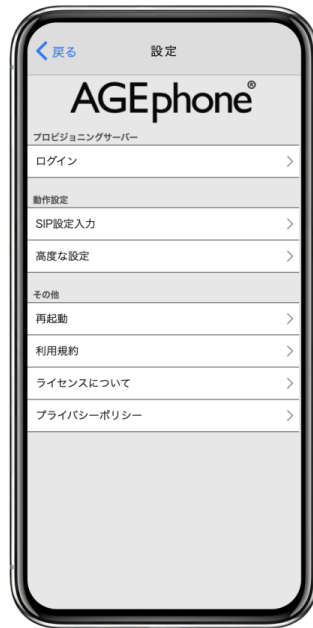 戻る 設定
AGEphone®
プロビジョニングサーバー
ログイン
動作設定
SIP設定入力
高度な設定
その他
再起動
利用規約
ライセンスについて
プライバシーポリシー